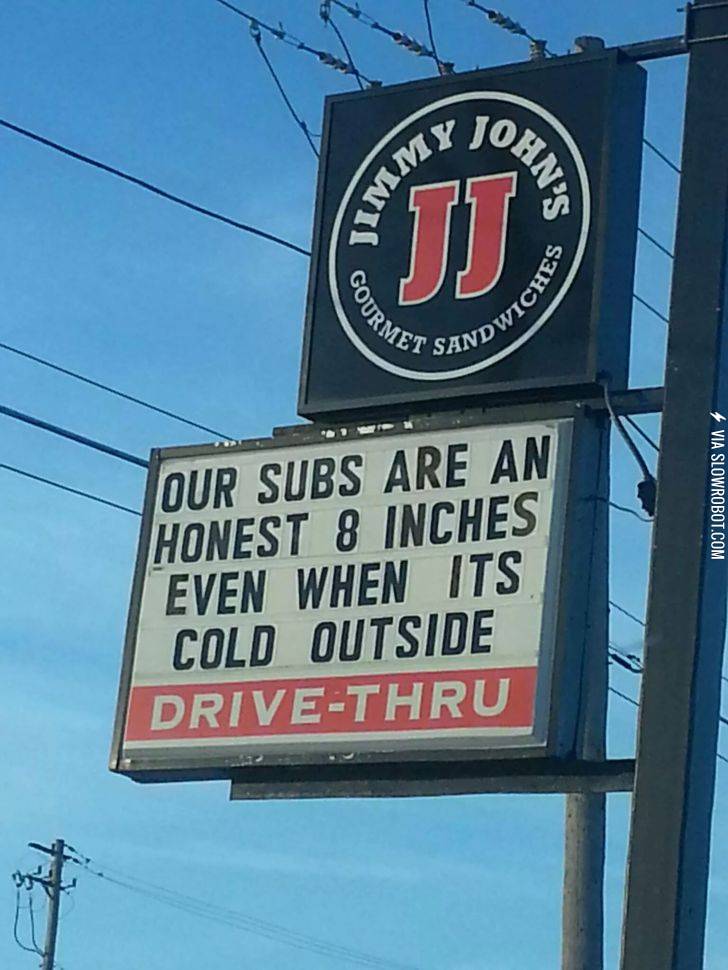 JIMMY JOHN'S
JJ
GOURMET SANDWICHES
OUR SUBS ARE AN
HONEST 8 INCHES
EVEN WHEN ITS
COLD OUTSIDE
DRIVE-THRU
VIA SLOWROBOT.COM